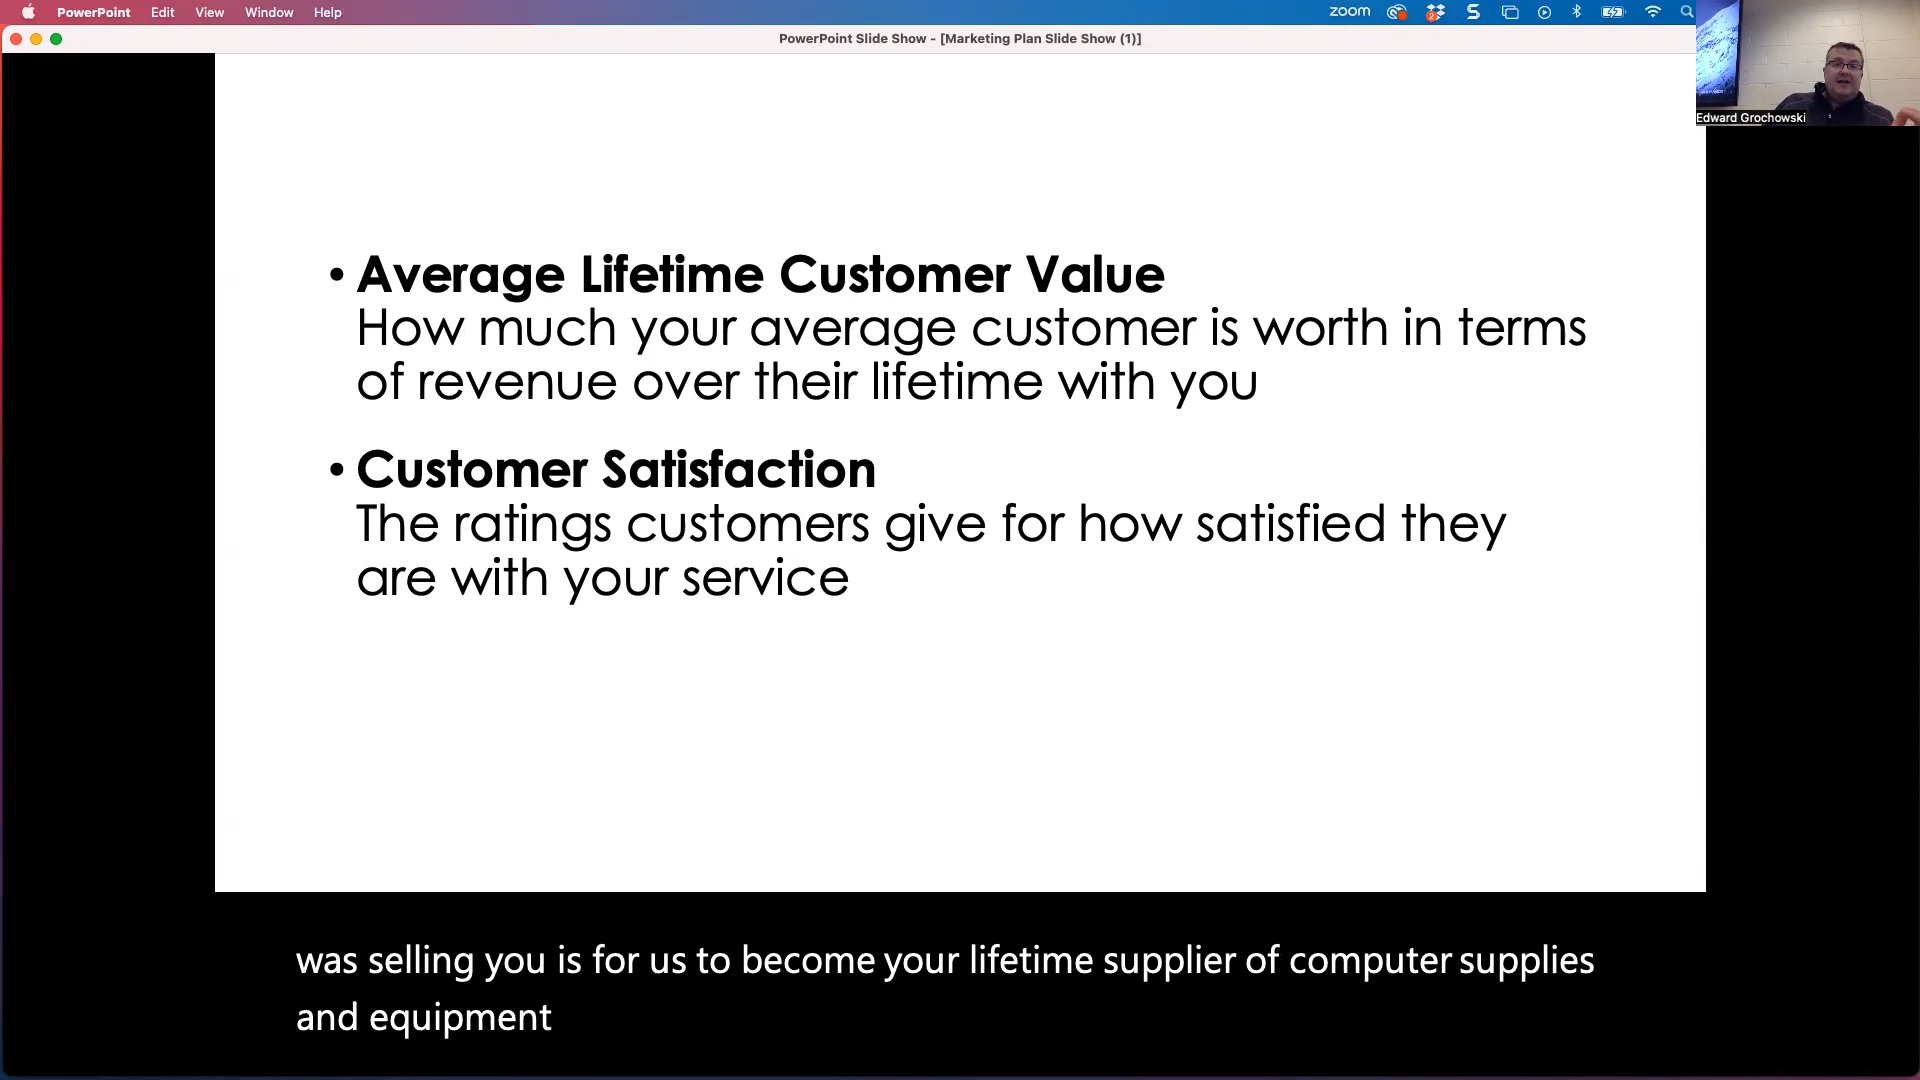 PowerPoint Edit View Window Help
zoom
2
PowerPoint Slide Show - [Marketing Plan Slide Show (1)]
Edward Grochowski
• Average Lifetime Customer Value
How much your average customer is worth in terms
of revenue over their lifetime with you
• Customer Satisfaction
The ratings customers give for how satisfied they
are with your service
was selling you is for us to become your lifetime supplier of computer supplies
and equipment